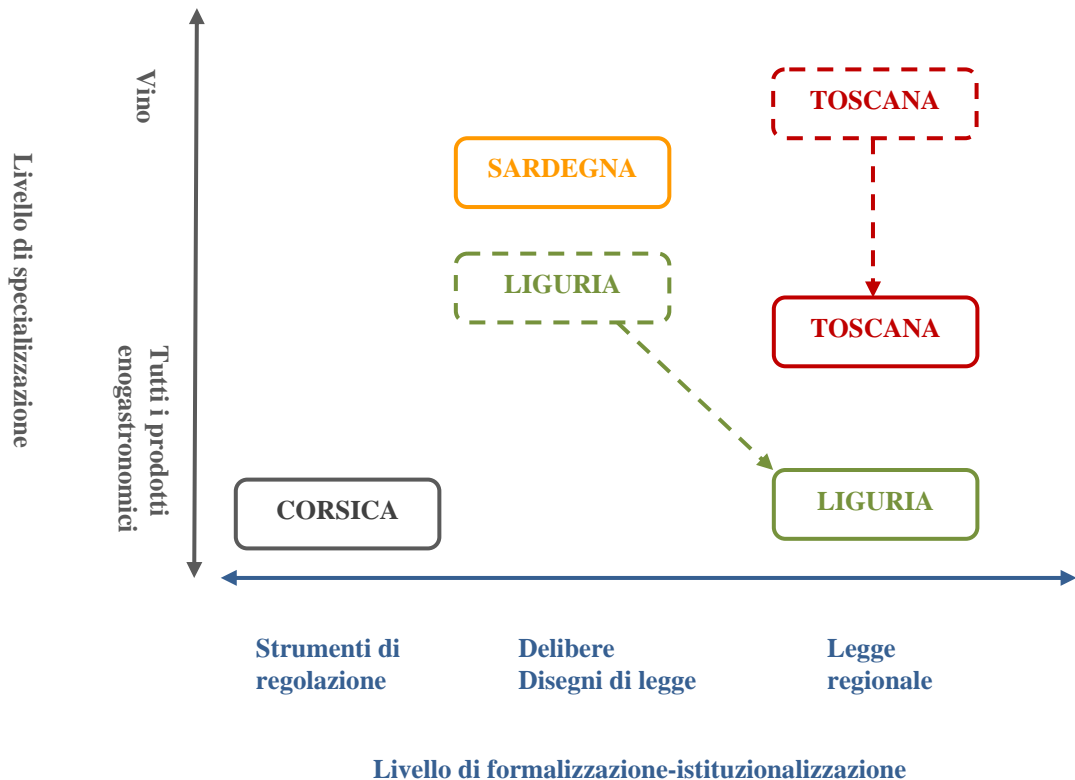 Vino
TOSCANA
SARDEGNA
Livello di specializzazione
LIGURIA
TOSCANA
Tutti i prodotti
enogastronomici
CORSICA
LIGURIA
Strumenti di
regolazione
Delibere
Disegni di legge
Legge
regionale
Livello di formalizzazione-istituzionalizzazione